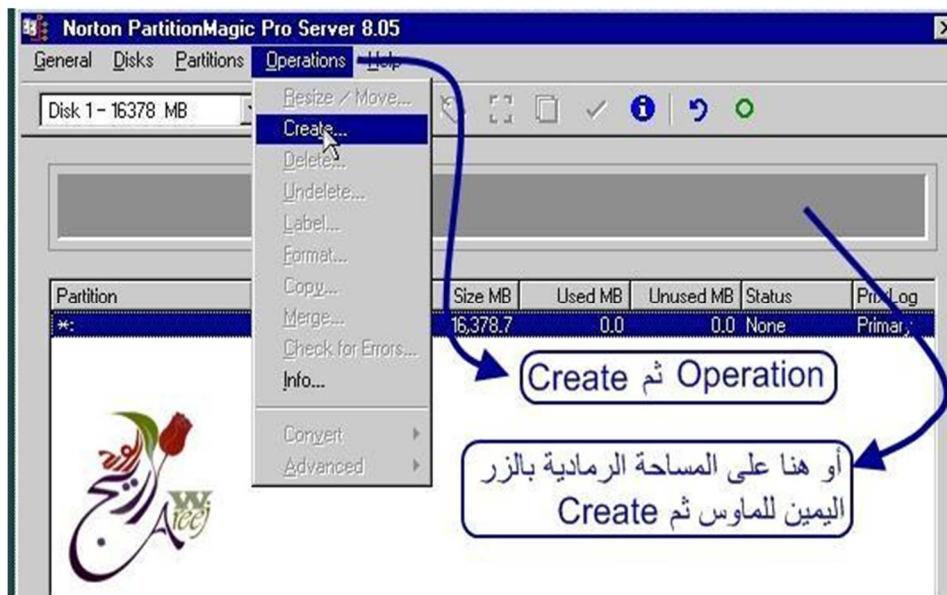 Norton PartitionMagic Pro Server 8.05
General Disks Partitions Operations Help
Disk 1 - 16378 MB
Resize / Move...
Create...
Delete...
Undelete...
Label...
Format...
Copy...
Merge...
Check for Errors...
Info...
Convert
Advanced
Partition Size MB Used MB Unused MB Status Pri/Log
*: 16,378.7 0.0 0.0 None Primary
Operation ثم Create
أو هنا على المساحة الرمادية بالزر
اليمين للماوس ثم Create